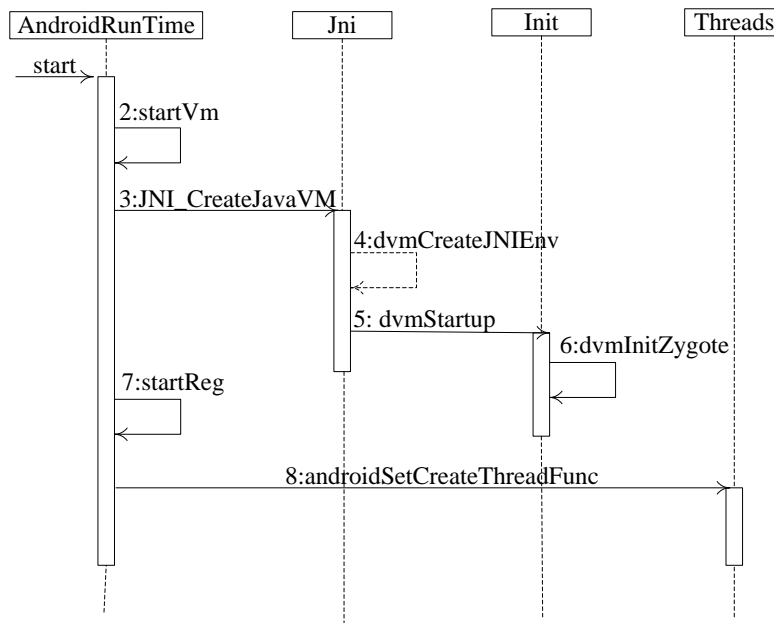 AndroidRunTime
Jni
Init
Threads
start
2:startVm
3:JNI_CreateJavaVM
4:dvmCreateJNIEnv
5: dvmStartup
6:dvmInitZygote
7:startReg
8:androidSetCreateThreadFunc